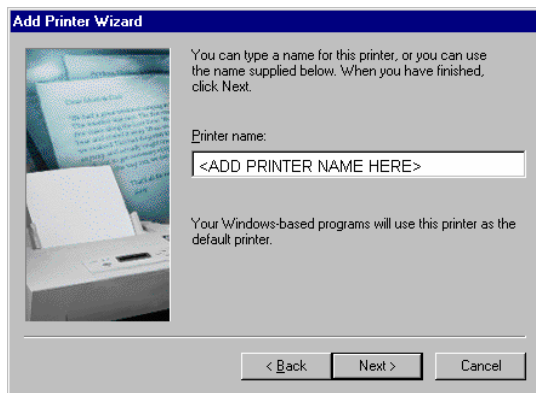 Add Printer Wizard
You can type a name for this printer, or you can use
the name supplied below. When you have finished,
click Next.
Printer name:
<ADD PRINTER NAME HERE>
Your Windows-based programs will use this printer as the
default printer.
< Back
Next >
Cancel